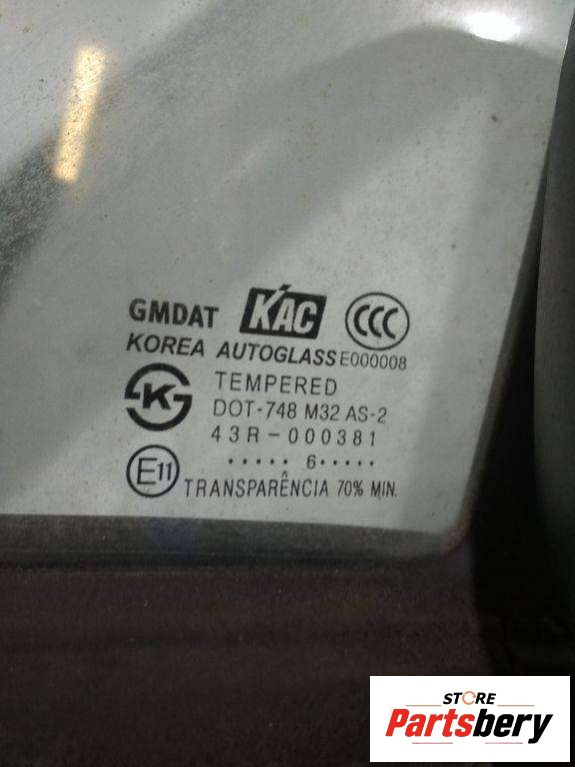 GMDAT KAC CCC
KOREA AUTOGLASS E000008
TEMPERED
K
DOT-748 M32 AS-2
43R-000381
..... 6.....
E11
TRANSPARÊNCIA 70% MIN.
STORE
Partsbery